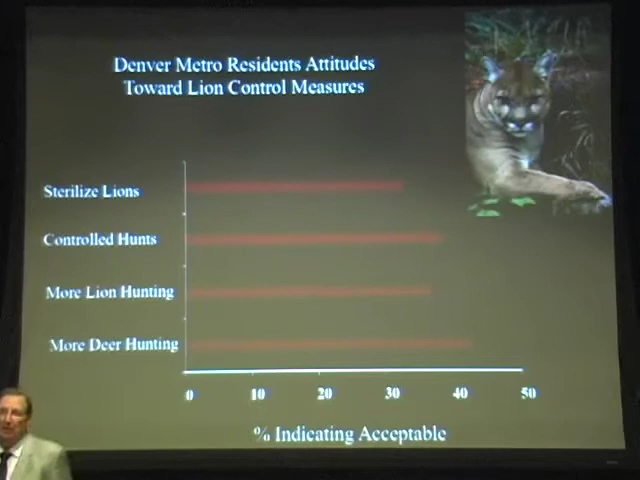 Denver Metro Residents Attitudes
Toward Lion Control Measures
Sterilize Lions
Controlled Hunts
More Lion Hunting
More Deer Hunting
0 10 20 30 40 50
% Indicating Acceptable